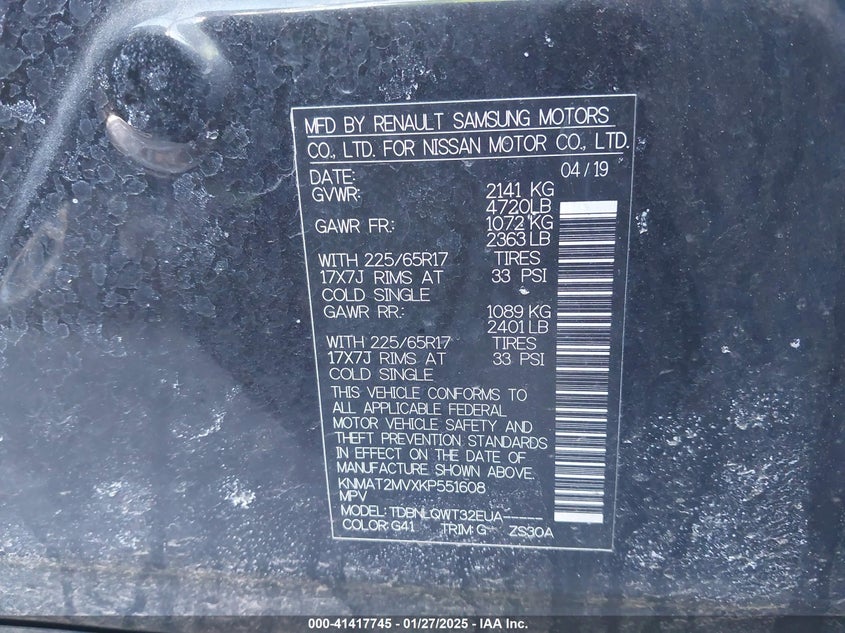 MFD BY RENAULT SAMSUNG MOTORS
CO., LTD. FOR NISSAN MOTOR CO., LTD.
DATE: 04/19
GVWR: 2141 KG
4720LB
GAWR FR: 1072 KG
2363 LB
WITH 225/65R17 TIRES
17X7J RIMS AT 33 PSI
COLD SINGLE
GAWR RR: 1089 KG
2401 LB
WITH 225/65R17 TIRES
17X7J RIMS AT 33 PSI
COLD SINGLE
THIS VEHICLE CONFORMS TO
ALL APPLICABLE FEDERAL
MOTOR VEHICLE SAFETY AND
THEFT PREVENTION STANDARDS
IN EFFECT ON THE DATE OF
MANUFACTURE SHOWN ABOVE.
KNMAT2MVXKP551608
MPV
MODEL: TDBNLQWT32EUA-----
COLOR: G41 TRIM: G ZS30A
000-41417745 - 01/27/2025 - IAA Inc.